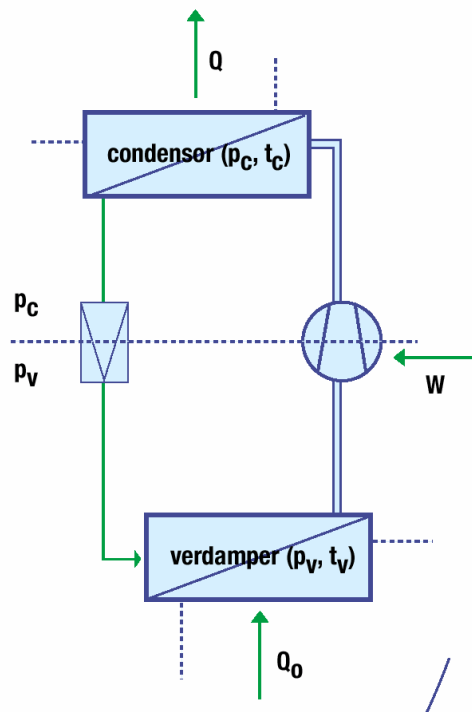 Q
condensor (pc, tc)
pc
pv
W
verdamper (pv, tv)
Qo